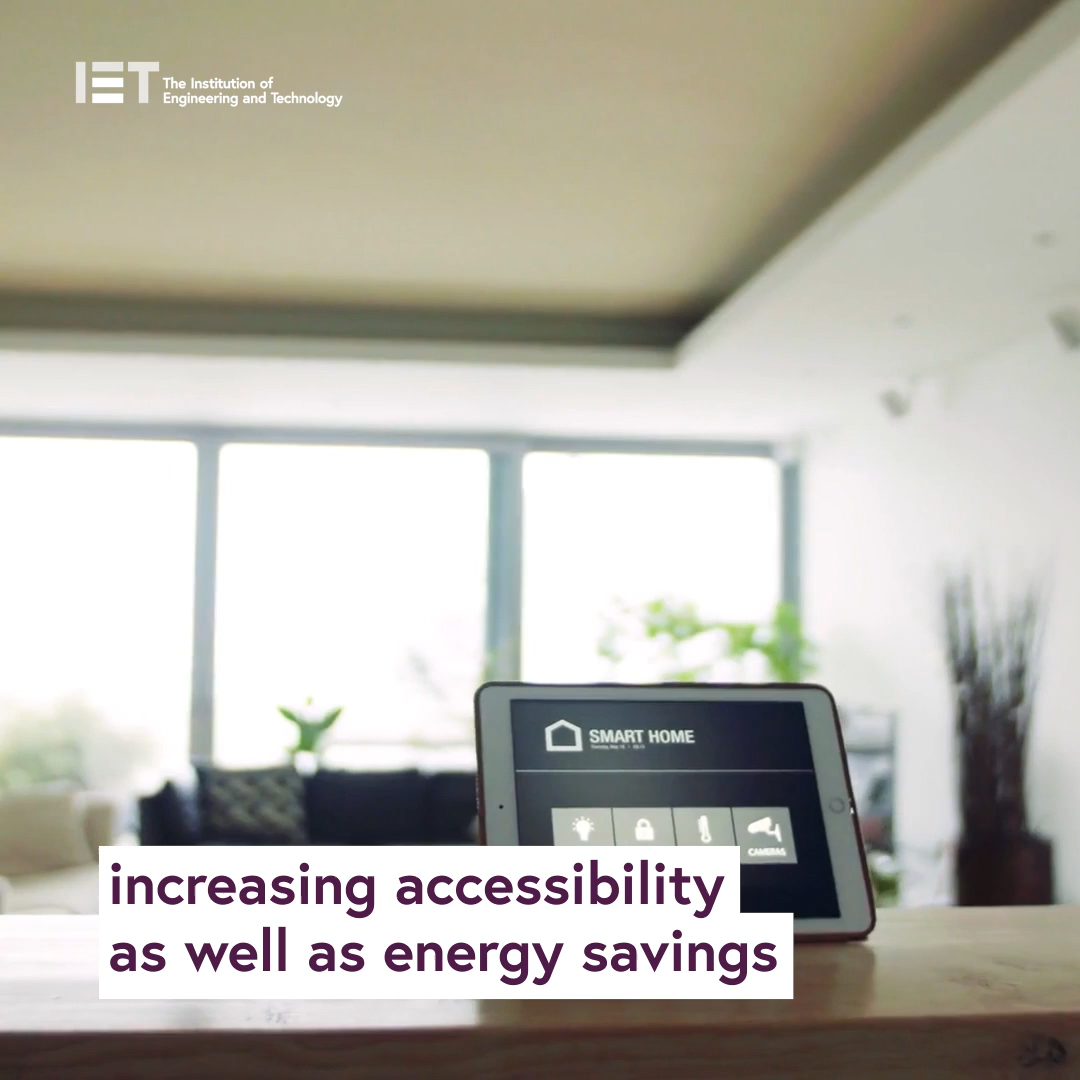 IET The Institution of
Engineering and Technology
SMART HOME
CAMERAS
increasing accessibility
as well as energy savings